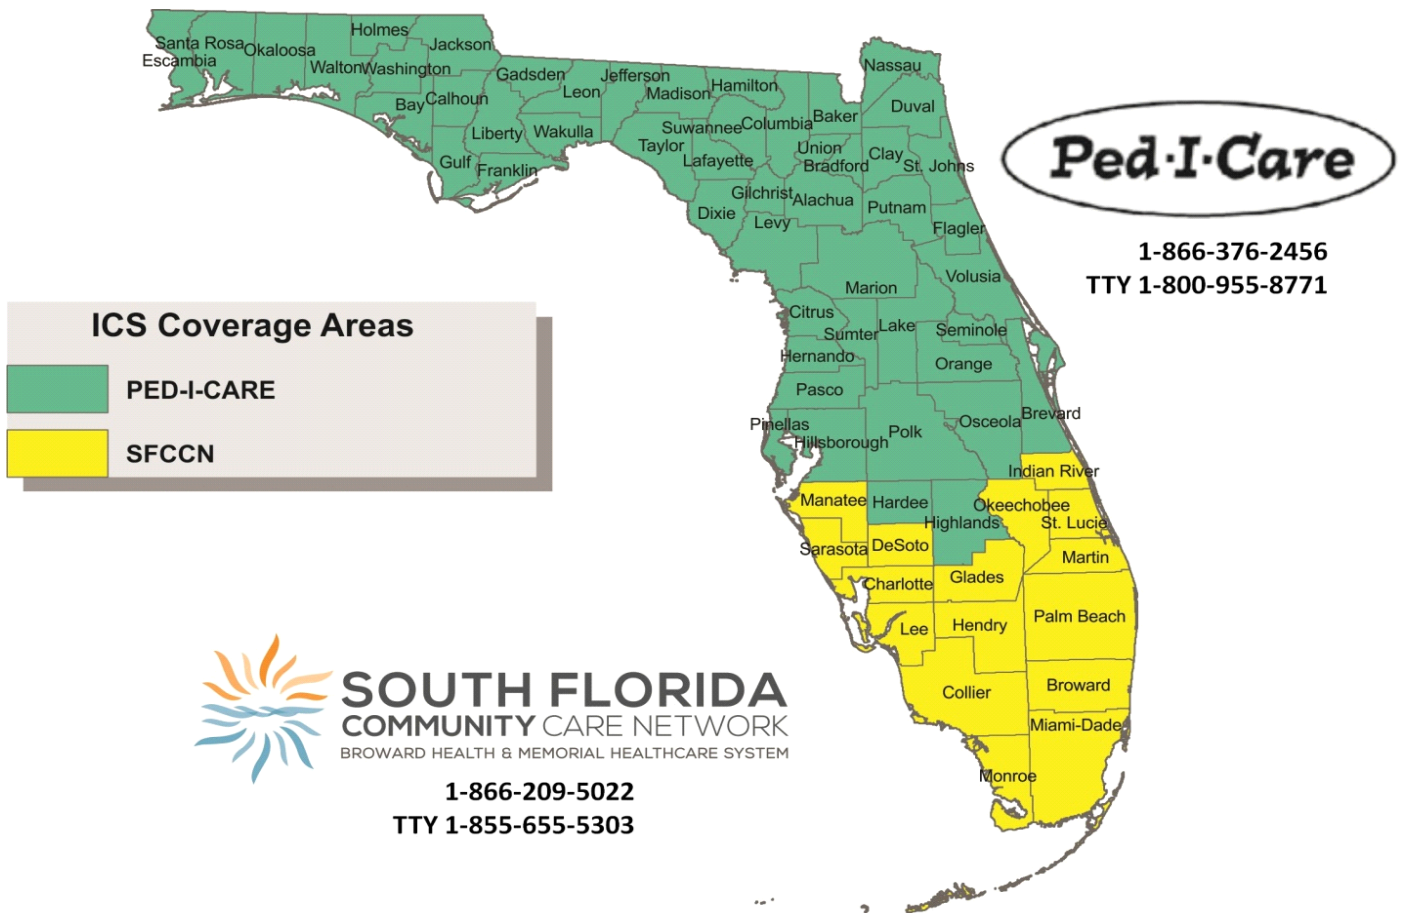 Holmes
Santa Rosa
Okaloosa
Jackson
Escambia
Walton
Washington
Gadsden
Jefferson
Leon
Madison
Hamilton
Nassau
Bay
Calhoun
Duval
Liberty
Wakulla
Suwannee
Columbia
Baker
Taylor
Lafayette
Union
Bradford
Clay
St. Johns
Gulf
Franklin
Gilchrist
Alachua
Putnam
Dixie
Levy
Flagler
Marion
Volusia
Citrus
Sumter
Lake
Seminole
Hernando
Orange
Pasco
Pinellas
Hillsborough
Polk
Osceola
Brevard
Indian River
Manatee
Hardee
Highlands
Okeechobee
St. Lucie
Sarasota
DeSoto
Martin
Charlotte
Glades
Lee
Hendry
Palm Beach
Collier
Broward
Miami-Dade
Monroe
Ped·I·Care
1-866-376-2456
TTY 1-800-955-8771
ICS Coverage Areas
PED-I-CARE
SFCCN
SOUTH FLORIDA
COMMUNITY CARE NETWORK
BROWARD HEALTH & MEMORIAL HEALTHCARE SYSTEM
1-866-209-5022
TTY 1-855-655-5303